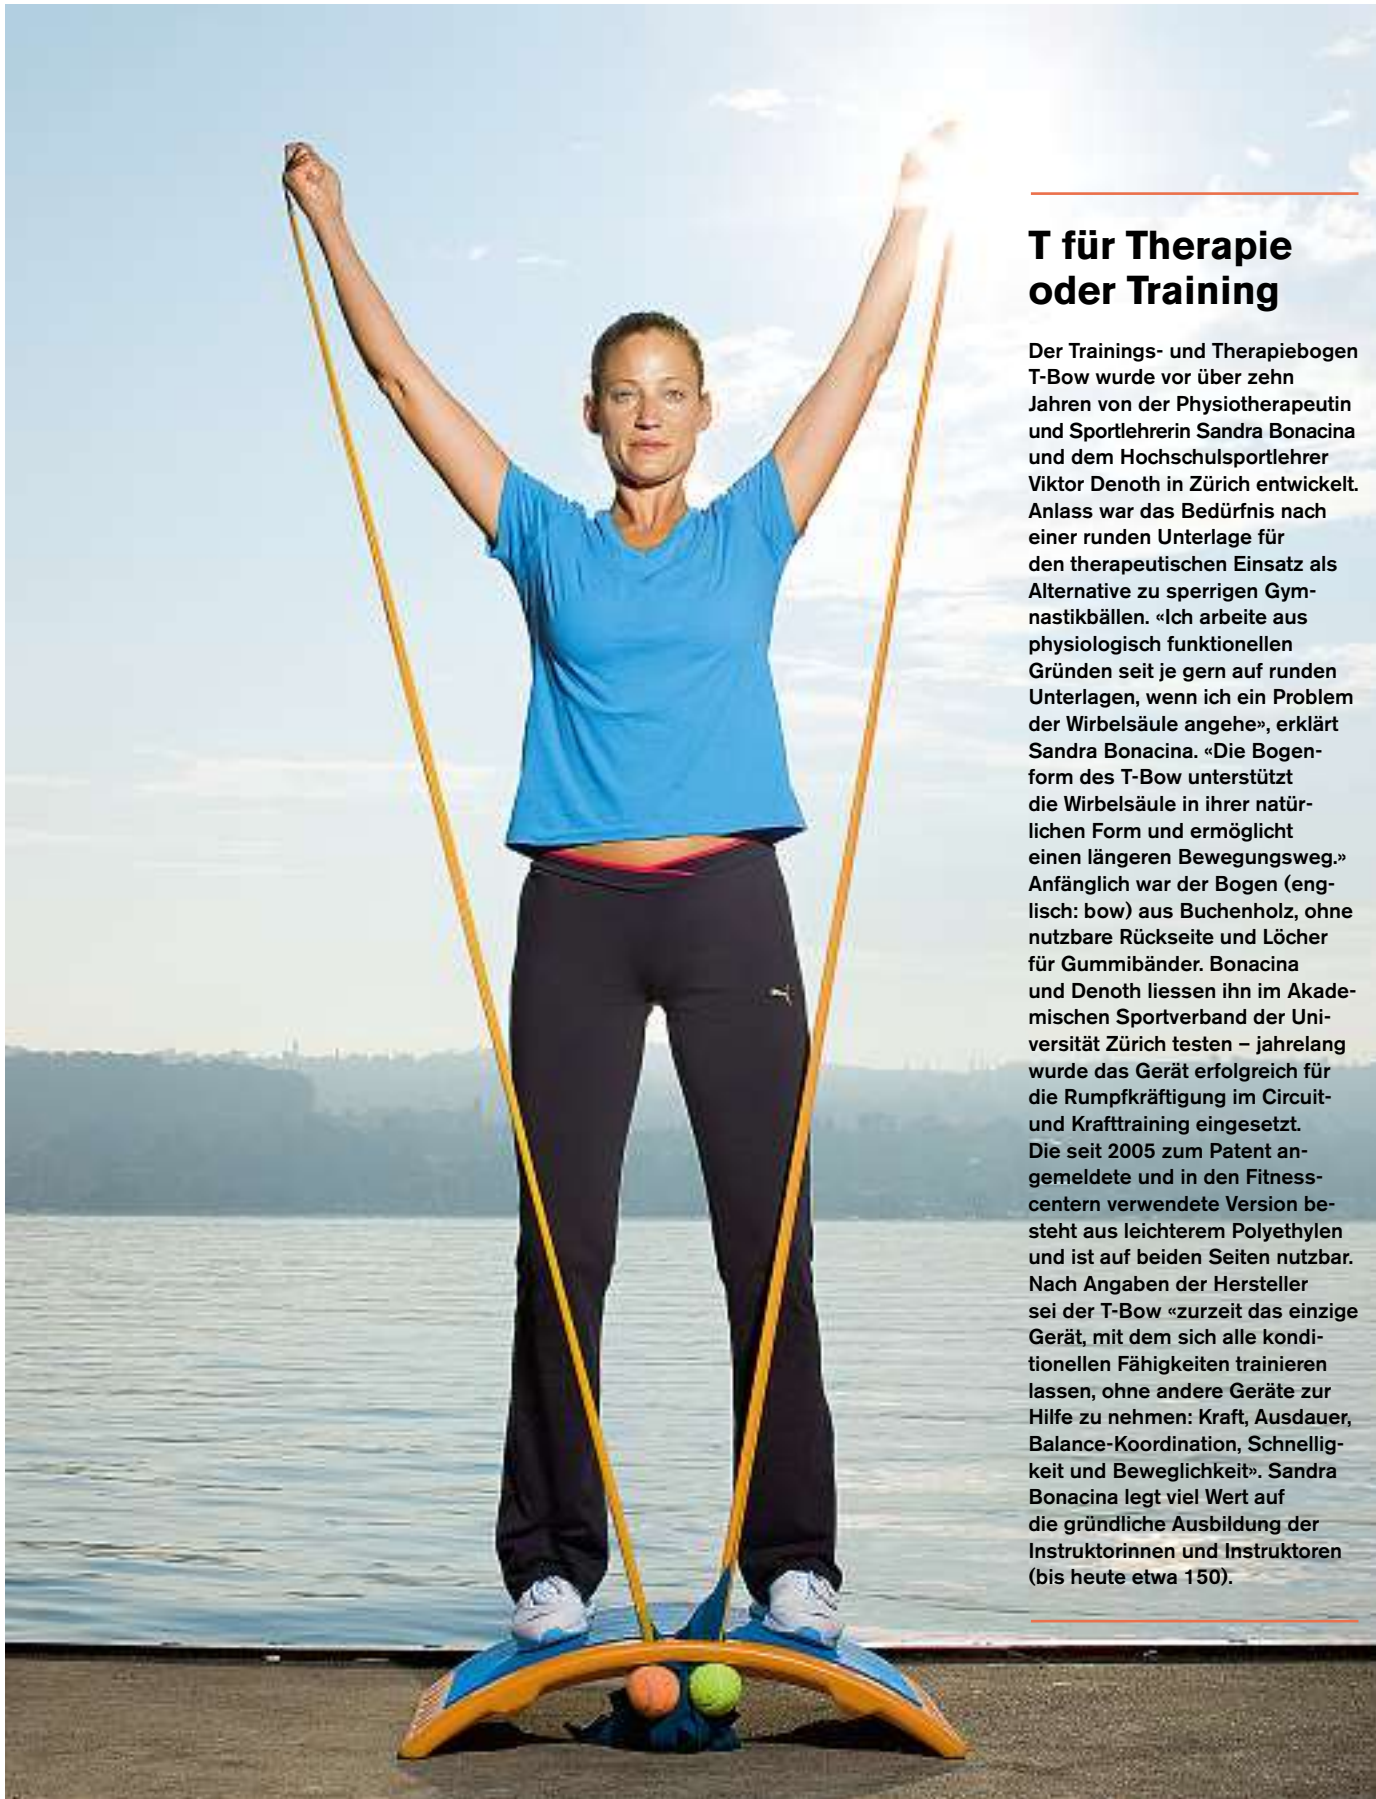 T für Therapie
oder Training
Der Trainings- und Therapiebogen
T-Bow wurde vor über zehn
Jahren von der Physiotherapeutin
und Sportlehrerin Sandra Bonacina
und dem Hochschulsportlehrer
Viktor Denoth in Zürich entwickelt.
Anlass war das Bedürfnis nach
einer runden Unterlage für
den therapeutischen Einsatz als
Alternative zu sperrigen Gym-
nastikbällen. «Ich arbeite aus
physiologisch funktionellen
Gründen seit je gern auf runden
Unterlagen, wenn ich ein Problem
der Wirbelsäule angehe», erklärt
Sandra Bonacina. «Die Bogen-
form des T-Bow unterstützt
die Wirbelsäule in ihrer natür-
lichen Form und ermöglicht
einen längeren Bewegungsweg.»
Anfänglich war der Bogen (eng-
lisch: bow) aus Buchenholz, ohne
nutzbare Rückseite und Löcher
für Gummibänder. Bonacina
und Denoth liessen ihn im Akade-
mischen Sportverband der Uni-
versität Zürich testen – jahrelang
wurde das Gerät erfolgreich für
die Rumpfkräftigung im Circuit-
und Krafttraining eingesetzt.
Die seit 2005 zum Patent an-
gemeldete und in den Fitness-
centern verwendete Version be-
steht aus leichterem Polyethylen
und ist auf beiden Seiten nutzbar.
Nach Angaben der Hersteller
sei der T-Bow «zurzeit das einzige
Gerät, mit dem sich alle kondi-
tionellen Fähigkeiten trainieren
lassen, ohne andere Geräte zur
Hilfe zu nehmen: Kraft, Ausdauer,
Balance-Koordination, Schnellig-
keit und Beweglichkeit». Sandra
Bonacina legt viel Wert auf
die gründliche Ausbildung der
Instruktorinnen und Instruktoren
(bis heute etwa 150).